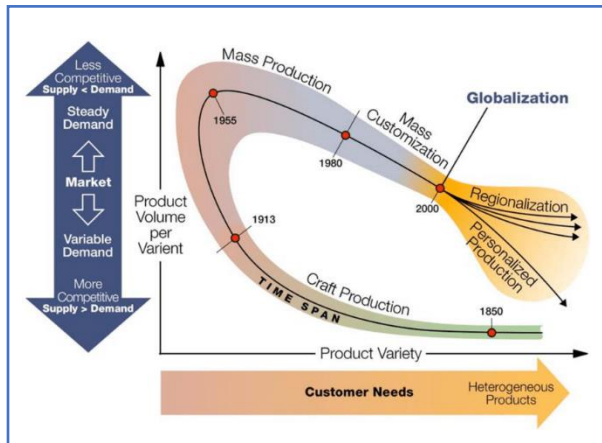 Less
Competitive
Supply < Demand
Steady
Demand
Market
Variable
Demand
More
Competitive
Supply > Demand
Product
Volume
per
Varient
Mass Production
1955
1980
Mass
Customization
Globalization
2000
Regionalization
Personalized
Production
1913
TIME SPAN
Craft Production
1850
Product Variety
Customer Needs
Heterogeneous
Products